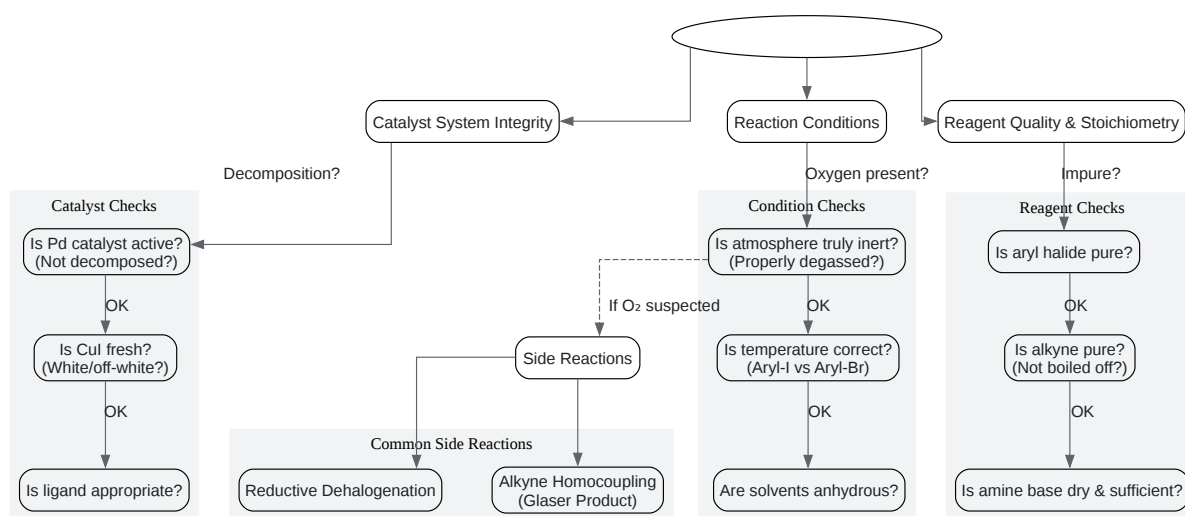 Catalyst System Integrity
Reaction Conditions
Reagent Quality & Stoichiometry
Decomposition?
Oxygen present?
Impure?
Catalyst Checks
Condition Checks
Reagent Checks
Is Pd catalyst active?
(Not decomposed?)
Is atmosphere truly inert?
(Properly degassed?)
Is aryl halide pure?
OK
If O₂ suspected
OK
OK
Is CuI fresh?
(White/off-white?)
Side Reactions
Is temperature correct?
(Aryl-I vs Aryl-Br)
Is alkyne pure?
(Not boiled off?)
OK
OK
OK
Common Side Reactions
Is ligand appropriate?
Reductive Dehalogenation
Alkyne Homocoupling
(Glaser Product)
Are solvents anhydrous?
Is amine base dry & sufficient?